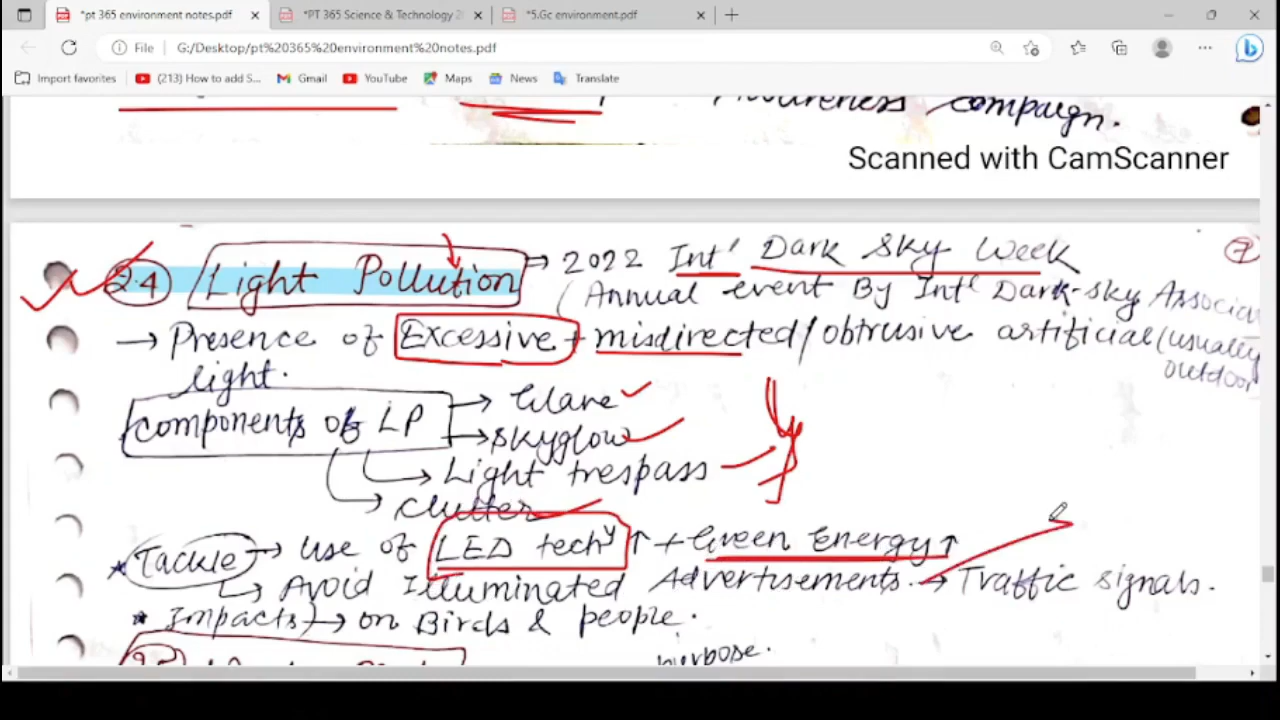 *pt 365 environment notes.pdf
*PT 365 Science & Technology 2
*5.Gc environment.pdf
File G:/Desktop/pt%20365%20environment%20notes.pdf
Import favorites (213) How to add S... Gmail YouTube Maps News Translate
Awareness compaign.
Scanned with CamScanner
2.4 Light Pollution → 2022 Int' Dark Sky Week 7
(Annual event By Intl Dark-sky Associa
→ Presence of Excessive + misdirected/obtrusive artificial (usually
light. outdoor
components of LP → Glare
→ Skyglow
→ Light trespass
→ Clutter
* Tackle → Use of LED techy ↑ + Green Energy ↑
→ Avoid Illuminated Advertisements. → Traffic signals.
* Impacts → on Birds & people.
purpose.